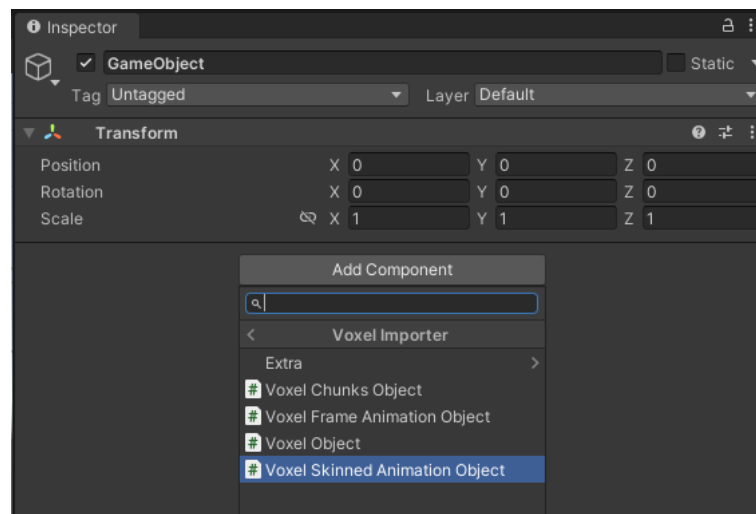 Inspector
GameObject Static
Tag Untagged Layer Default
Transform
Position X 0 Y 0 Z 0
Rotation X 0 Y 0 Z 0
Scale X 1 Y 1 Z 1
Add Component
Voxel Importer
Extra
# Voxel Chunks Object
# Voxel Frame Animation Object
# Voxel Object
# Voxel Skinned Animation Object